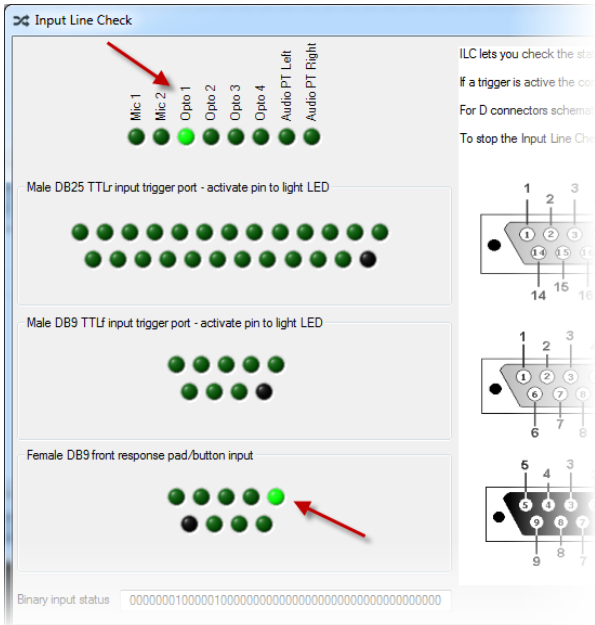 Input Line Check
Mic 1
Mic 2
Opto 1
Opto 2
Opto 3
Opto 4
Audio PT Left
Audio PT Right
ILC lets you check the
If a trigger is active the
For D connectors
To stop the Input Line
Male DB25 TTLr input trigger port - activate pin to light LED
1 2 3
1 2 3
14 15
14 15 16
Male DB9 TTLf input trigger port - activate pin to light LED
1 2 3
1 2 3
6 7 8
6 7 8
Female DB9 front response pad/button input
5 4 3
5 4 3
9 8 7
9 8 7
Binary input status